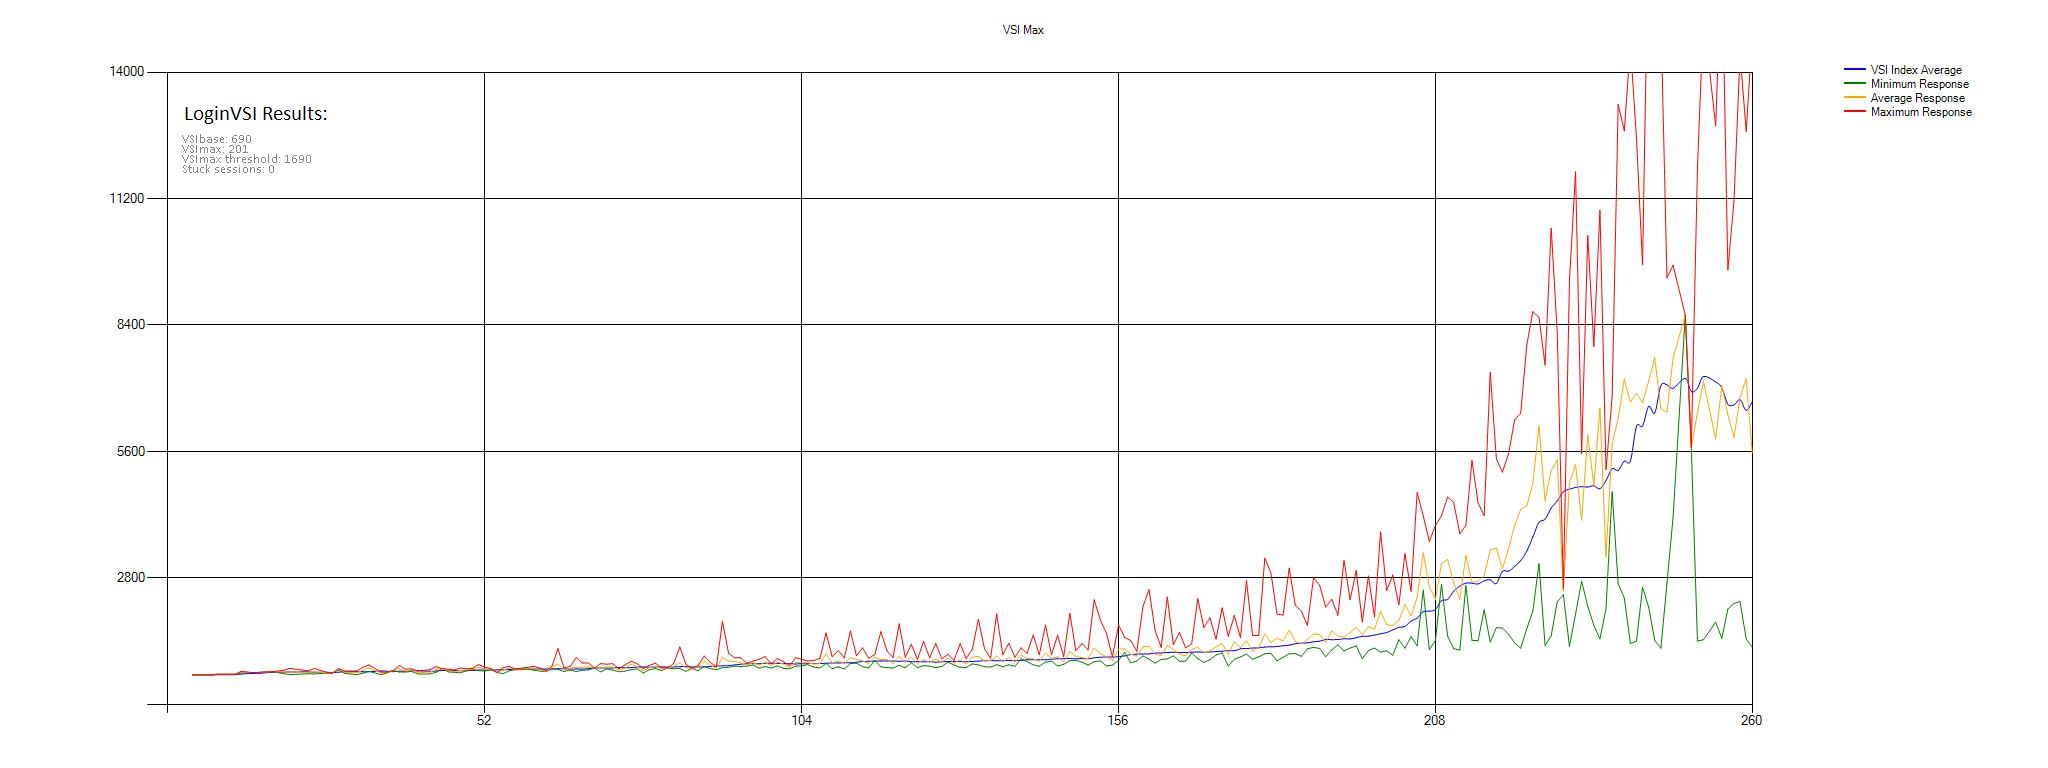 VSI Max
14000
11200
8400
5600
2800
LoginVSI Results:
VSIbase: 690
VSImax: 201
VSImax threshold: 1690
Stuck sessions: 0
VSI Index Average
Minimum Response
Average Response
Maximum Response
52
104
156
208
260